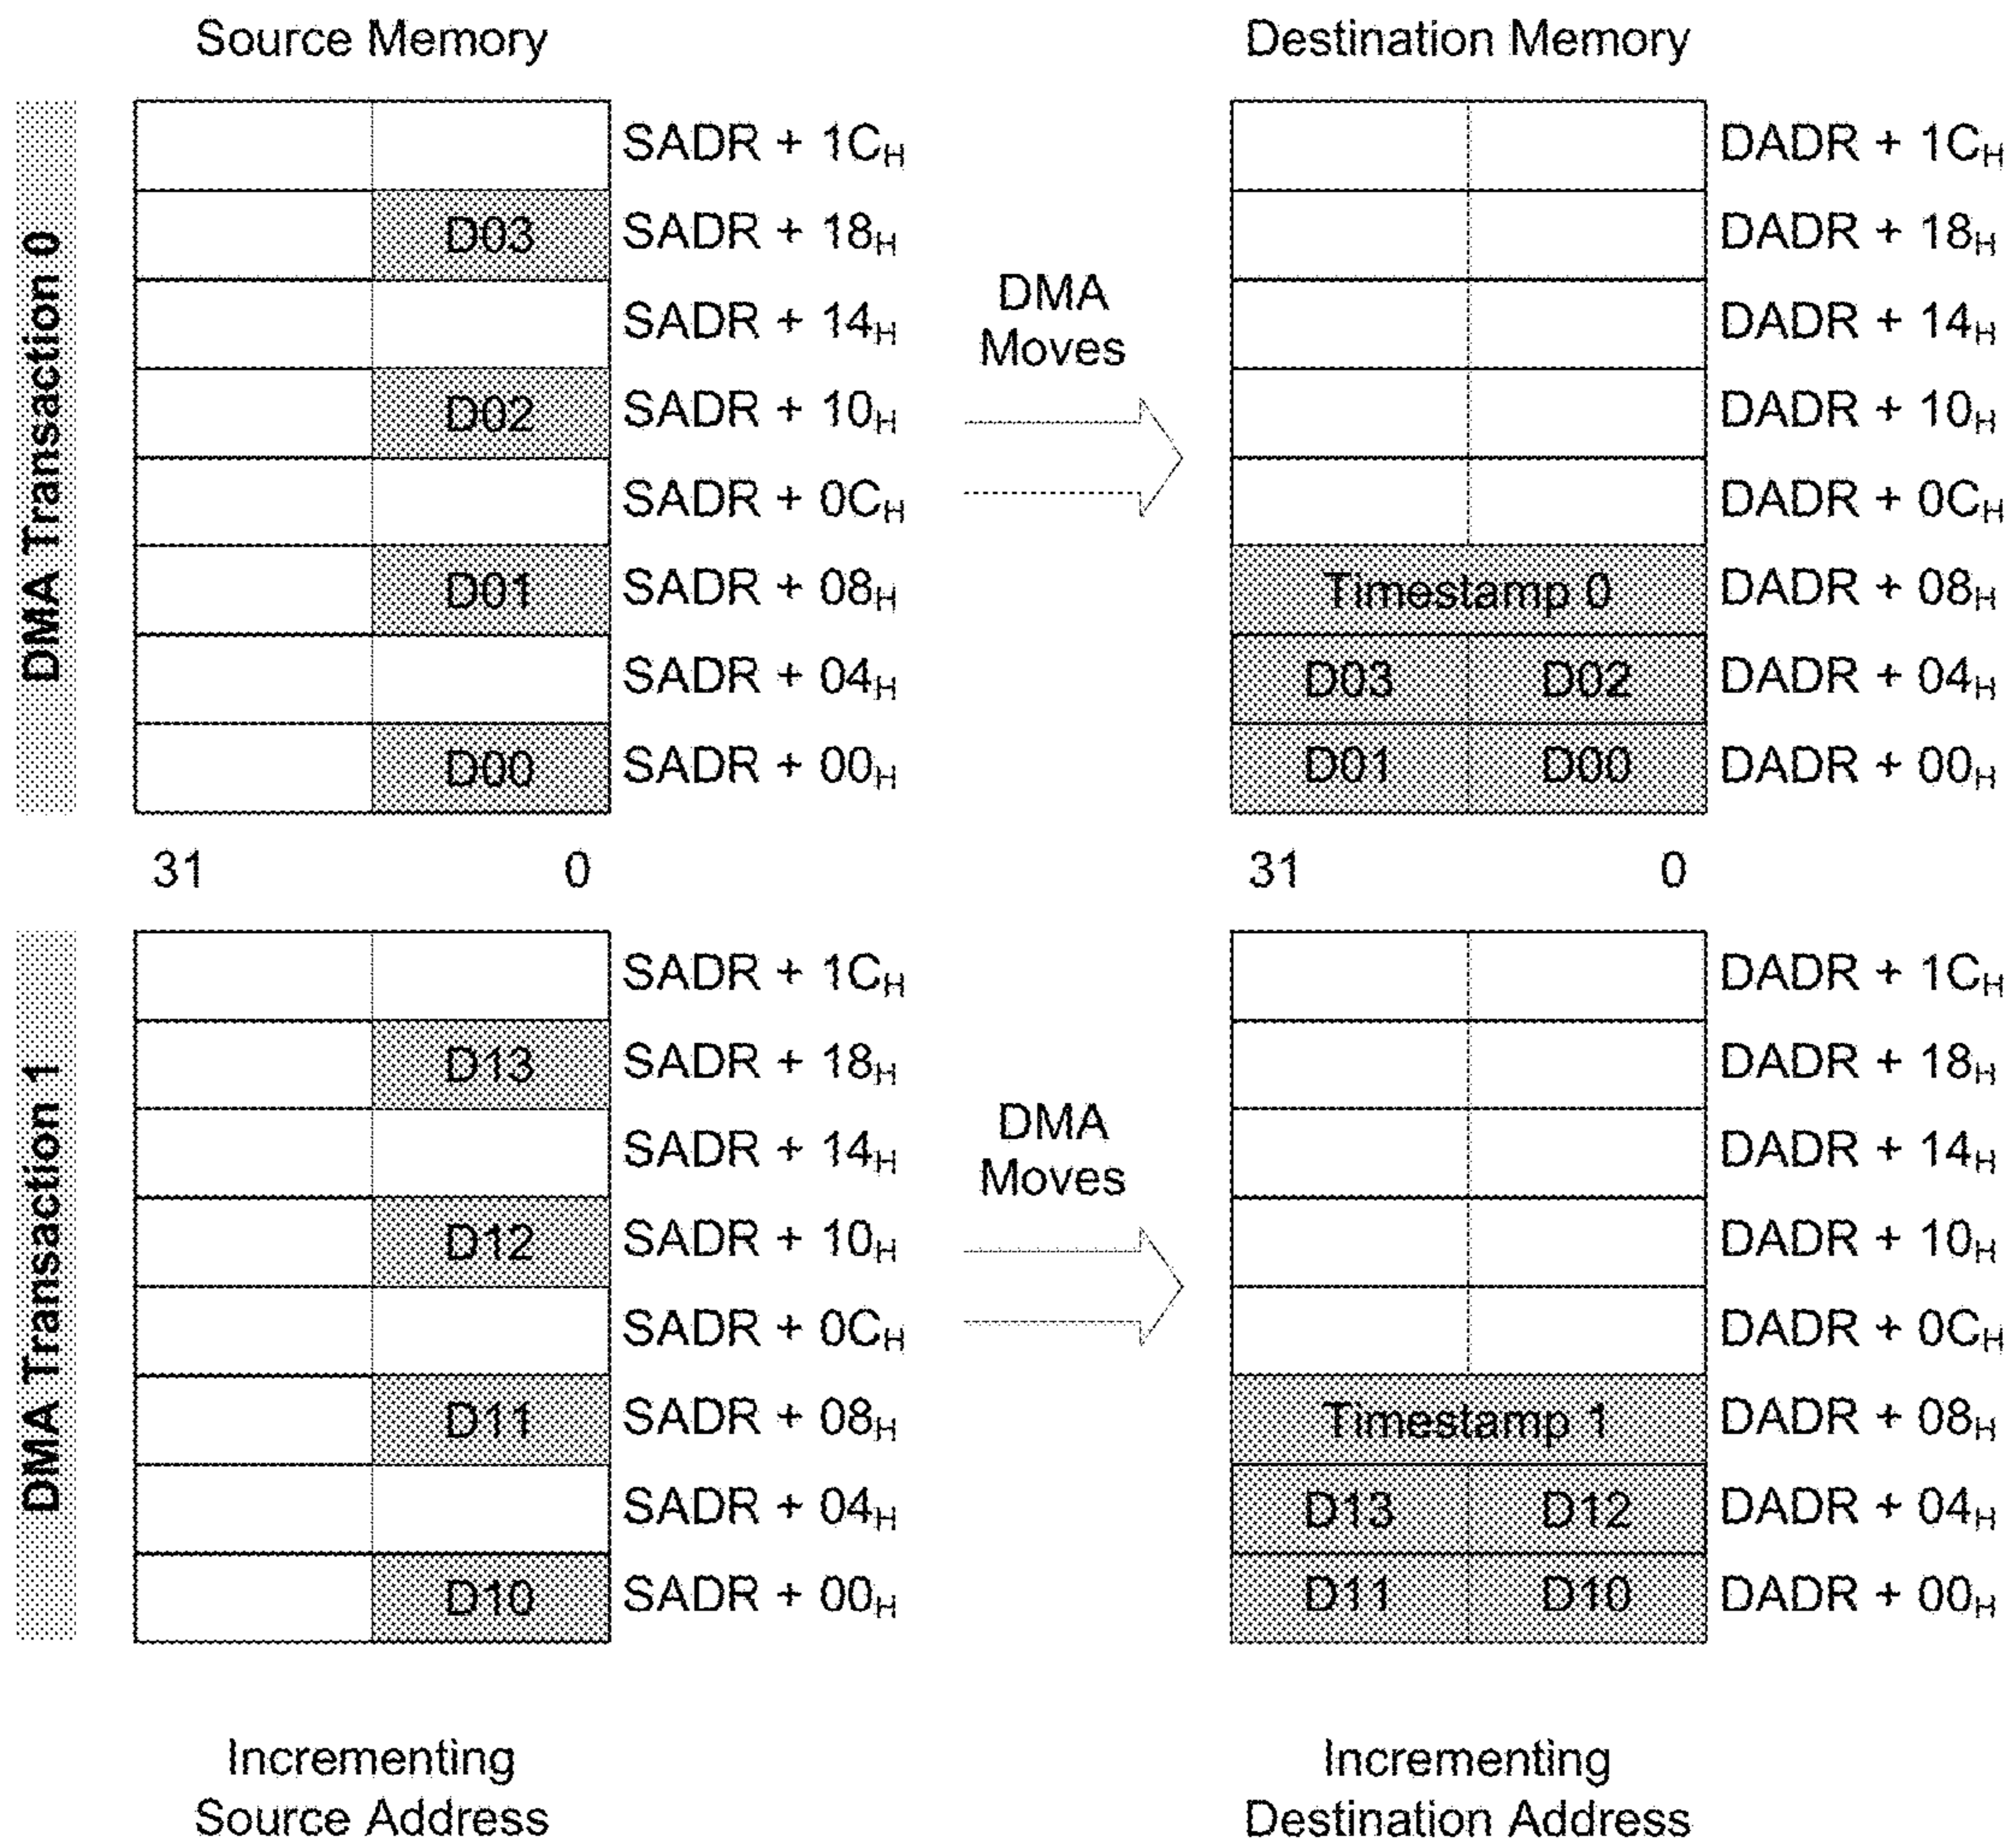 Source Memory
Destination Memory
DMA Transaction 0
SADR + 1CH
D03 SADR + 18H
SADR + 14H
D02 SADR + 10H
SADR + 0CH
D01 SADR + 08H
SADR + 04H
D00 SADR + 00H
31 0
DMA
Moves
DADR + 1CH
DADR + 18H
DADR + 14H
DADR + 10H
DADR + 0CH
Timestamp 0 DADR + 08H
D03 D02 DADR + 04H
D01 D00 DADR + 00H
31 0
DMA Transaction 1
SADR + 1CH
D13 SADR + 18H
SADR + 14H
D12 SADR + 10H
SADR + 0CH
D11 SADR + 08H
SADR + 04H
D10 SADR + 00H
DMA
Moves
DADR + 1CH
DADR + 18H
DADR + 14H
DADR + 10H
DADR + 0CH
Timestamp 1 DADR + 08H
D13 D12 DADR + 04H
D11 D10 DADR + 00H
Incrementing
Source Address
Incrementing
Destination Address